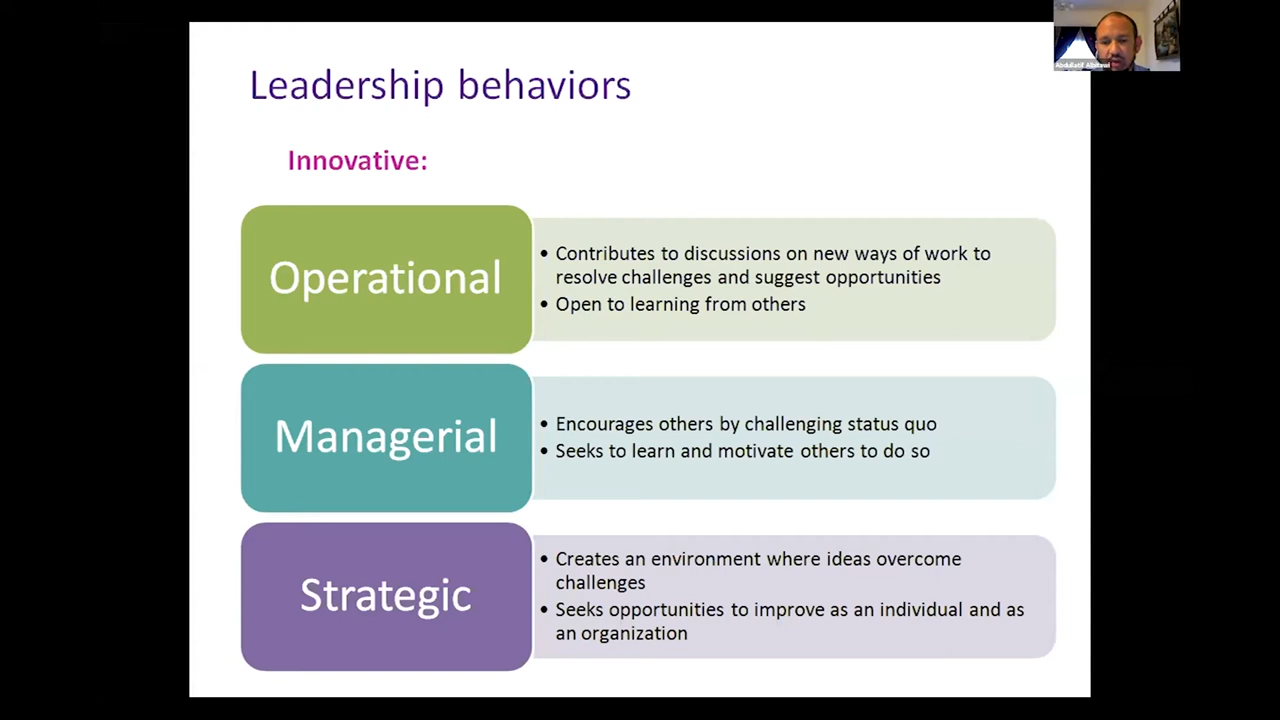 Leadership behaviors
Abdullatif Albitawi
Innovative:
Operational
• Contributes to discussions on new ways of work to
resolve challenges and suggest opportunities
• Open to learning from others
Managerial
• Encourages others by challenging status quo
• Seeks to learn and motivate others to do so
Strategic
• Creates an environment where ideas overcome
challenges
• Seeks opportunities to improve as an individual and as
an organization